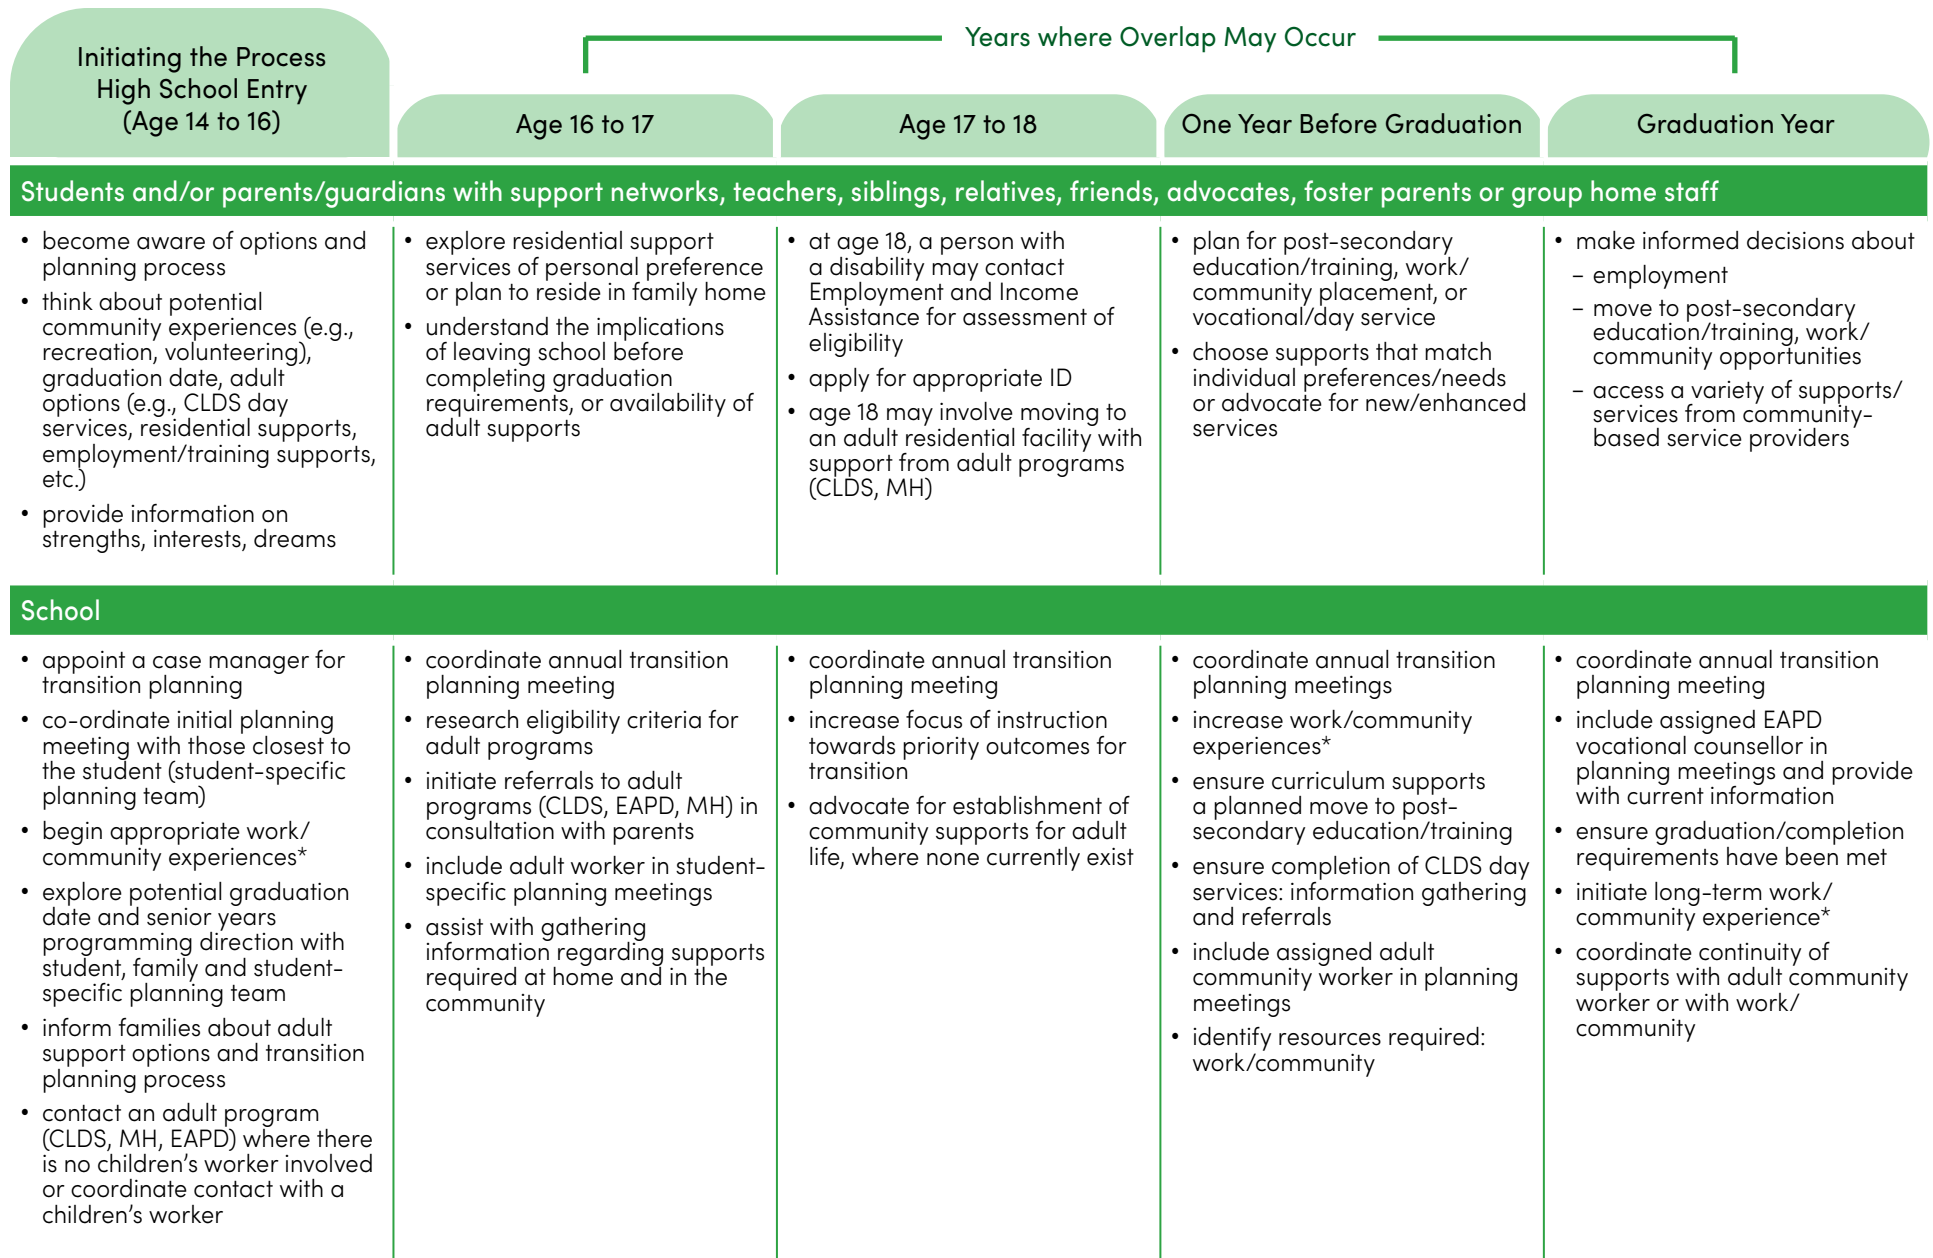 Initiating the Process
High School Entry
(Age 14 to 16)
Years where Overlap May Occur
Age 16 to 17
Age 17 to 18
One Year Before Graduation
Graduation Year
Students and/or parents/guardians with support networks, teachers, siblings, relatives, friends, advocates, foster parents or group home staff
• become aware of options and
planning process
• think about potential
community experiences (e.g.,
recreation, volunteering),
graduation date, adult
options (e.g., CLDS day
services, residential supports,
employment/training supports,
etc.)
• provide information on
strengths, interests, dreams
• explore residential support
services of personal preference
or plan to reside in family home
• understand the implications
of leaving school before
completing graduation
requirements, or availability of
adult supports
• at age 18, a person with
a disability may contact
Employment and Income
Assistance for assessment of
eligibility
• apply for appropriate ID
• age 18 may involve moving to
an adult residential facility with
support from adult programs
(CLDS, MH)
• plan for post-secondary
education/training, work/
community placement, or
vocational/day service
• choose supports that match
individual preferences/needs
or advocate for new/enhanced
services
• make informed decisions about
– employment
– move to post-secondary
education/training, work/
community opportunities
– access a variety of supports/
services from community-
based service providers
School
• appoint a case manager for
transition planning
• co-ordinate initial planning
meeting with those closest to
the student (student-specific
planning team)
• begin appropriate work/
community experiences*
• explore potential graduation
date and senior years
programming direction with
student, family and student-
specific planning team
• inform families about adult
support options and transition
planning process
• contact an adult program
(CLDS, MH, EAPD) where there
is no children’s worker involved
or coordinate contact with a
children’s worker
• coordinate annual transition
planning meeting
• research eligibility criteria for
adult programs
• initiate referrals to adult
programs (CLDS, EAPD, MH) in
consultation with parents
• include adult worker in student-
specific planning meetings
• assist with gathering
information regarding supports
required at home and in the
community
• coordinate annual transition
planning meeting
• increase focus of instruction
towards priority outcomes for
transition
• advocate for establishment of
community supports for adult
life, where none currently exist
• coordinate annual transition
planning meetings
• increase work/community
experiences*
• ensure curriculum supports
a planned move to post-
secondary education/training
• ensure completion of CLDS day
services: information gathering
and referrals
• include assigned adult
community worker in planning
meetings
• identify resources required:
work/community
• coordinate annual transition
planning meeting
• include assigned EAPD
vocational counsellor in
planning meetings and provide
with current information
• ensure graduation/completion
requirements have been met
• initiate long-term work/
community experience*
• coordinate continuity of
supports with adult community
worker or with work/
community